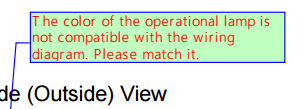 The color of the operational lamp is
not compatible with the wiring
diagram. Please match it.
de (Outside) View